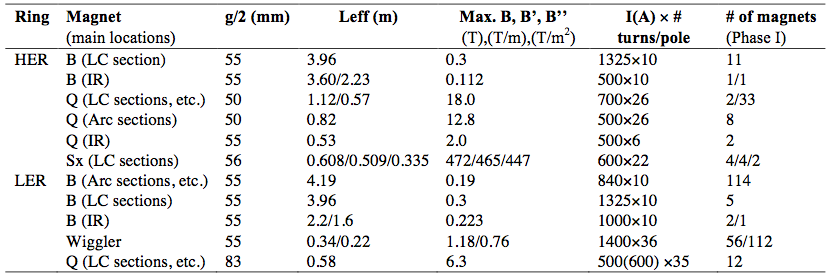 Ring Magnet g/2 (mm) Leff (m) Max. B, B’, B’’ I(A) × # # of magnets
(main locations) (T),(T/m),(T/m²) turns/pole (Phase I)
HER B (LC section) 55 3.96 0.3 1325×10 11
B (IR) 55 3.60/2.23 0.112 500×10 1/1
Q (LC sections, etc.) 50 1.12/0.57 18.0 700×26 2/33
Q (Arc sections) 50 0.82 12.8 500×26 8
Q (IR) 55 0.53 2.0 500×6 2
Sx (LC sections) 56 0.608/0.509/0.335 472/465/447 600×22 4/4/2
LER B (Arc sections, etc.) 55 4.19 0.19 840×10 114
B (LC sections) 55 3.96 0.3 1325×10 5
B (IR) 55 2.2/1.6 0.223 1000×10 2/1
Wiggler 55 0.34/0.22 1.18/0.76 1400×36 56/112
Q (LC sections, etc.) 83 0.58 6.3 500(600) ×35 12